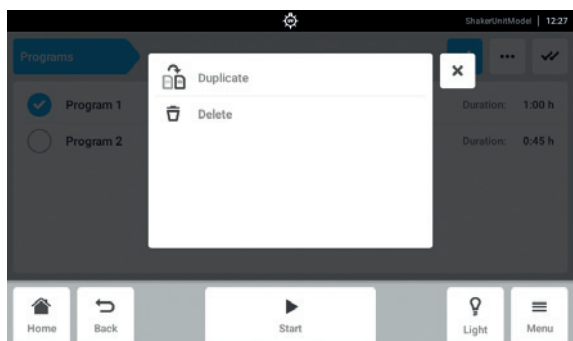 ShakerUnitModel | 12:27
Programs
Duplicate
Delete
Program 1 Duration: 1:00 h
Program 2 Duration: 0:45 h
Home Back Start Light Menu